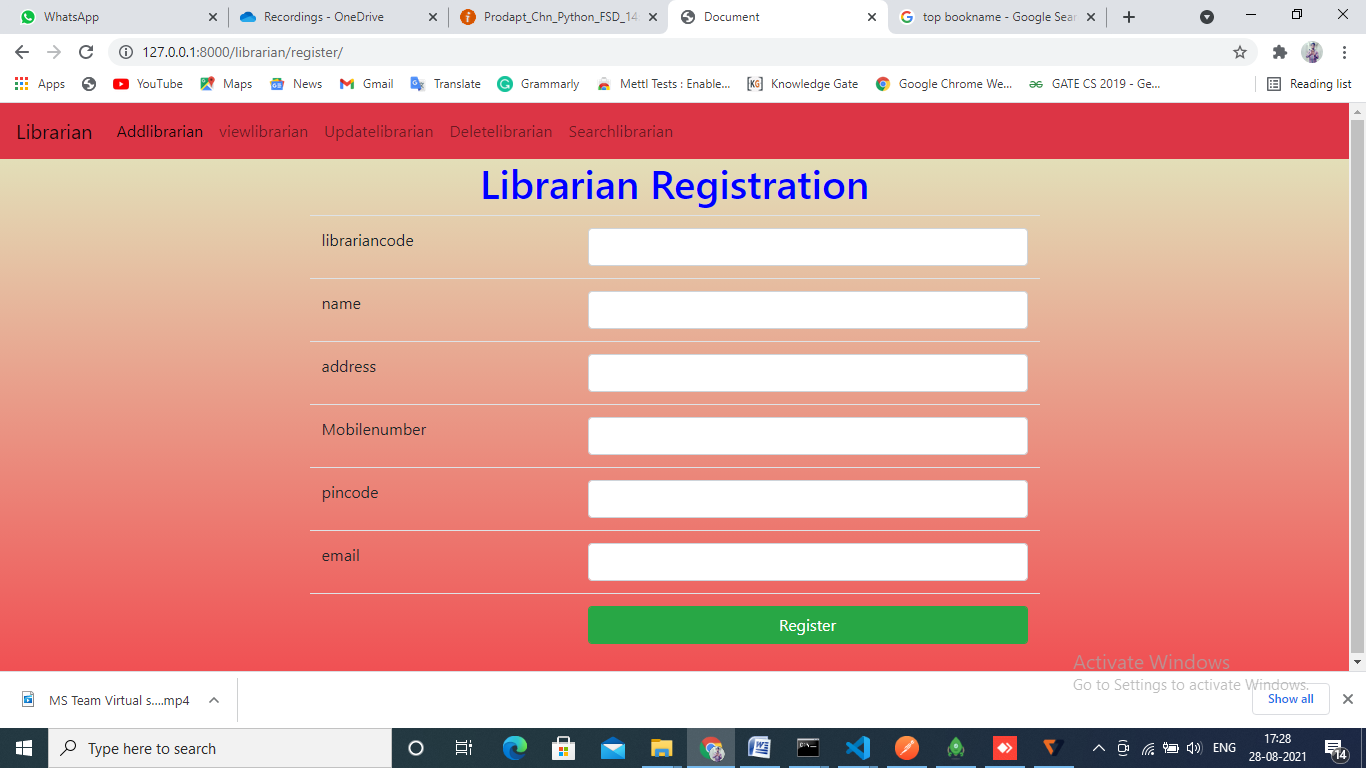 WhatsApp
Recordings - OneDrive
Prodapt_Chn_Python_FSD_14
Document
top bookname - Google Sear
127.0.0.1:8000/librarian/register/
Apps YouTube Maps News Gmail Translate Grammarly Mettl Tests : Enable... Knowledge Gate Google Chrome We... GATE CS 2019 - Ge... Reading list
Librarian Addlibrarian viewlibrarian Updatelibrarian Deletelibrarian Searchlibrarian
Librarian Registration
librariancode
name
address
Mobilenumber
pincode
email
Register
Activate Windows
Go to Settings to activate Windows.
MS Team Virtual s....mp4
Show all
Type here to search
ENG
17:28
28-08-2021
14